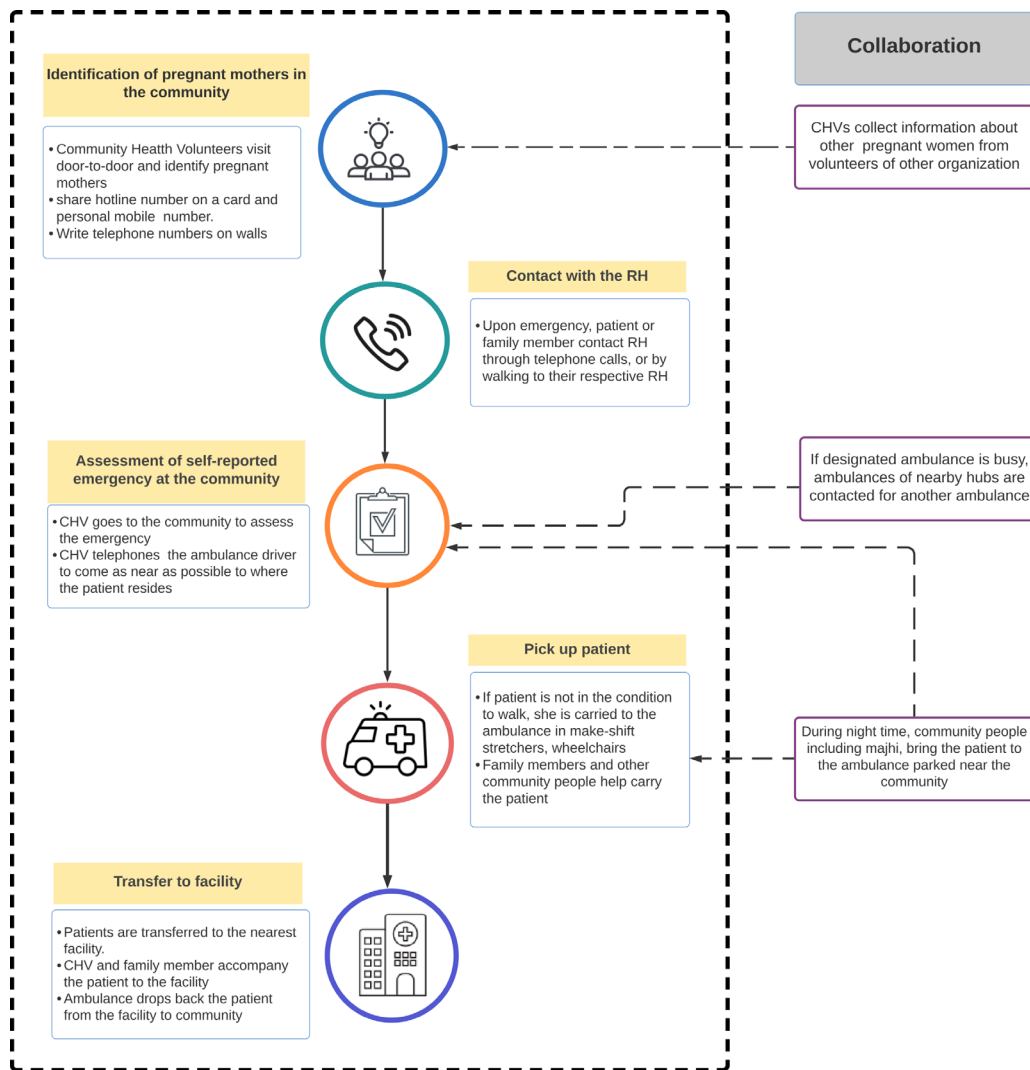 Collaboration
Identification of pregnant mothers in
the community
• Community Heatth Volunteers visit
door-to-door and identify pregnant
mothers
• share hotline number on a card and
personal mobile number.
• Write telephone numbers on walls
CHVs collect information about
other pregnant women from
volunteers of other organization
Contact with the RH
• Upon emergency, patient or
family member contact RH
through telephone calls, or by
walking to their respective RH
Assessment of self-reported
emergency at the community
• CHV goes to the community to assess
the emergency
• CHV telephones the ambulance driver
to come as near as possible to where
the patient resides
If designated ambulance is busy,
ambulances of nearby hubs are
contacted for another ambulance
Pick up patient
• If patient is not in the condition
to walk, she is carried to the
ambulance in make-shift
stretchers, wheelchairs
• Family members and other
community people help carry
the patient
During night time, community people
including majhi, bring the patient to
the ambulance parked near the
community
Transfer to facility
• Patients are transferred to the nearest
facility.
• CHV and family member accompany
the patient to the facility
• Ambulance drops back the patient
from the facility to community